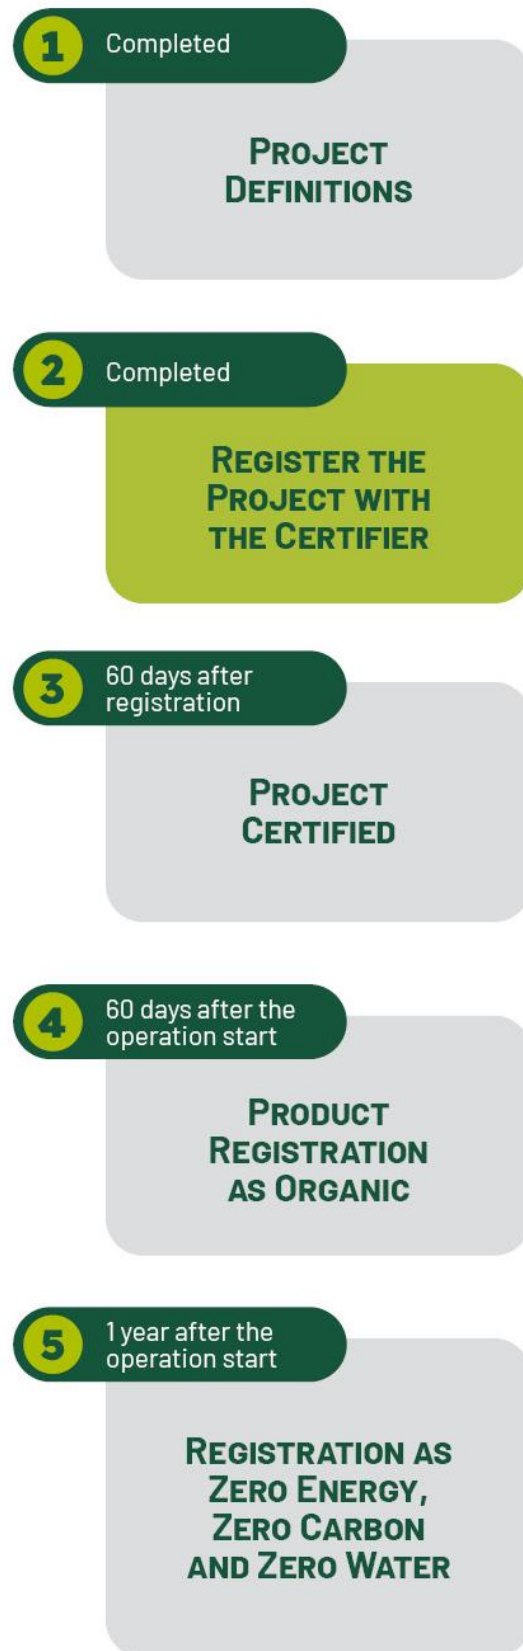 1
Completed
PROJECT
DEFINITIONS
2
Completed
REGISTER THE
PROJECT WITH
THE CERTIFIER
3
60 days after
registration
PROJECT
CERTIFIED
4
60 days after the
operation start
PRODUCT
REGISTRATION
AS ORGANIC
5
1 year after the
operation start
REGISTRATION AS
ZERO ENERGY,
ZERO CARBON
AND ZERO WATER